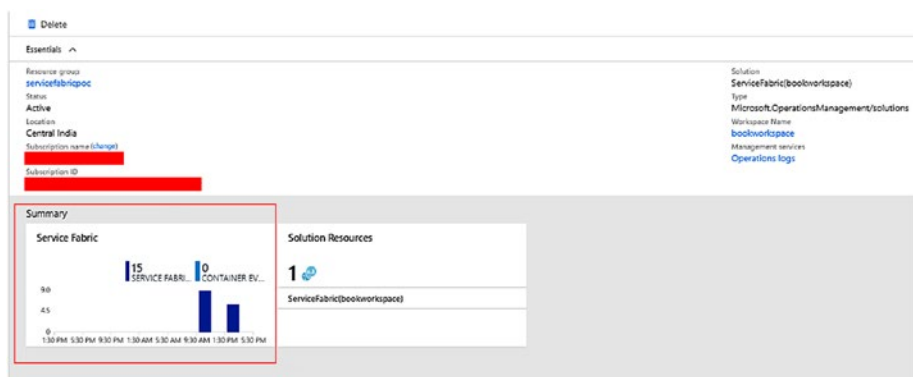 Delete
Essentials
Resource group
servicefabricpoc
Status
Active
Location
Central India
Subscription name (change)
Subscription ID
Solution
ServiceFabric(bookworkspace)
Type
Microsoft.OperationsManagement/solutions
Workspace Name
bookworkspace
Management services
Operations logs
Summary
Service Fabric
15
SERVICE FABRI...
0
CONTAINER EV...
9.0
4.5
0
1:30 PM 5:30 PM 9:30 PM 1:30 AM 5:30 AM 9:30 AM 1:30 PM 5:30 PM
Solution Resources
1
ServiceFabric(bookworkspace)